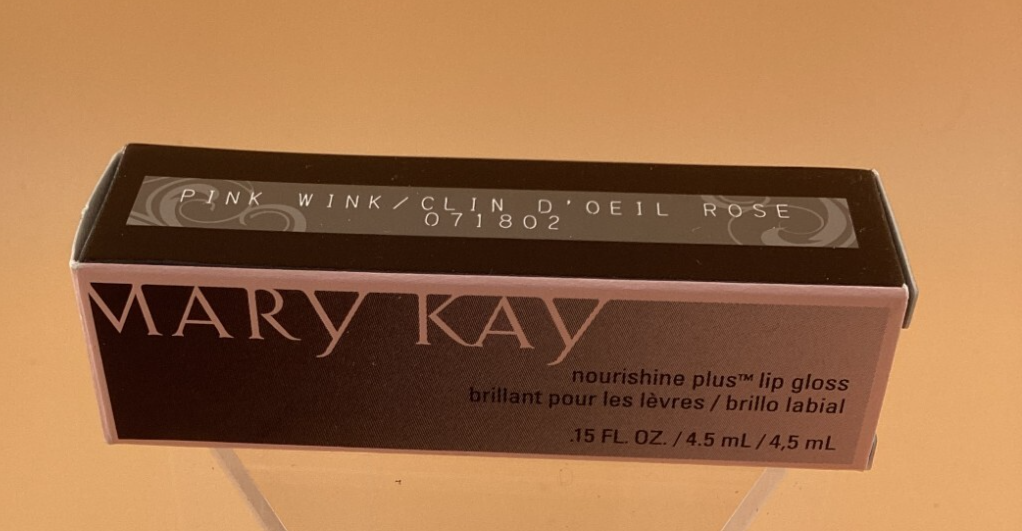 PINK WINK/CLIN D'OEIL ROSE
071802
MARY KAY
nourishine plus™ lip gloss
brillant pour les lèvres / brillo labial
.15 FL. OZ. / 4.5 mL / 4,5 mL